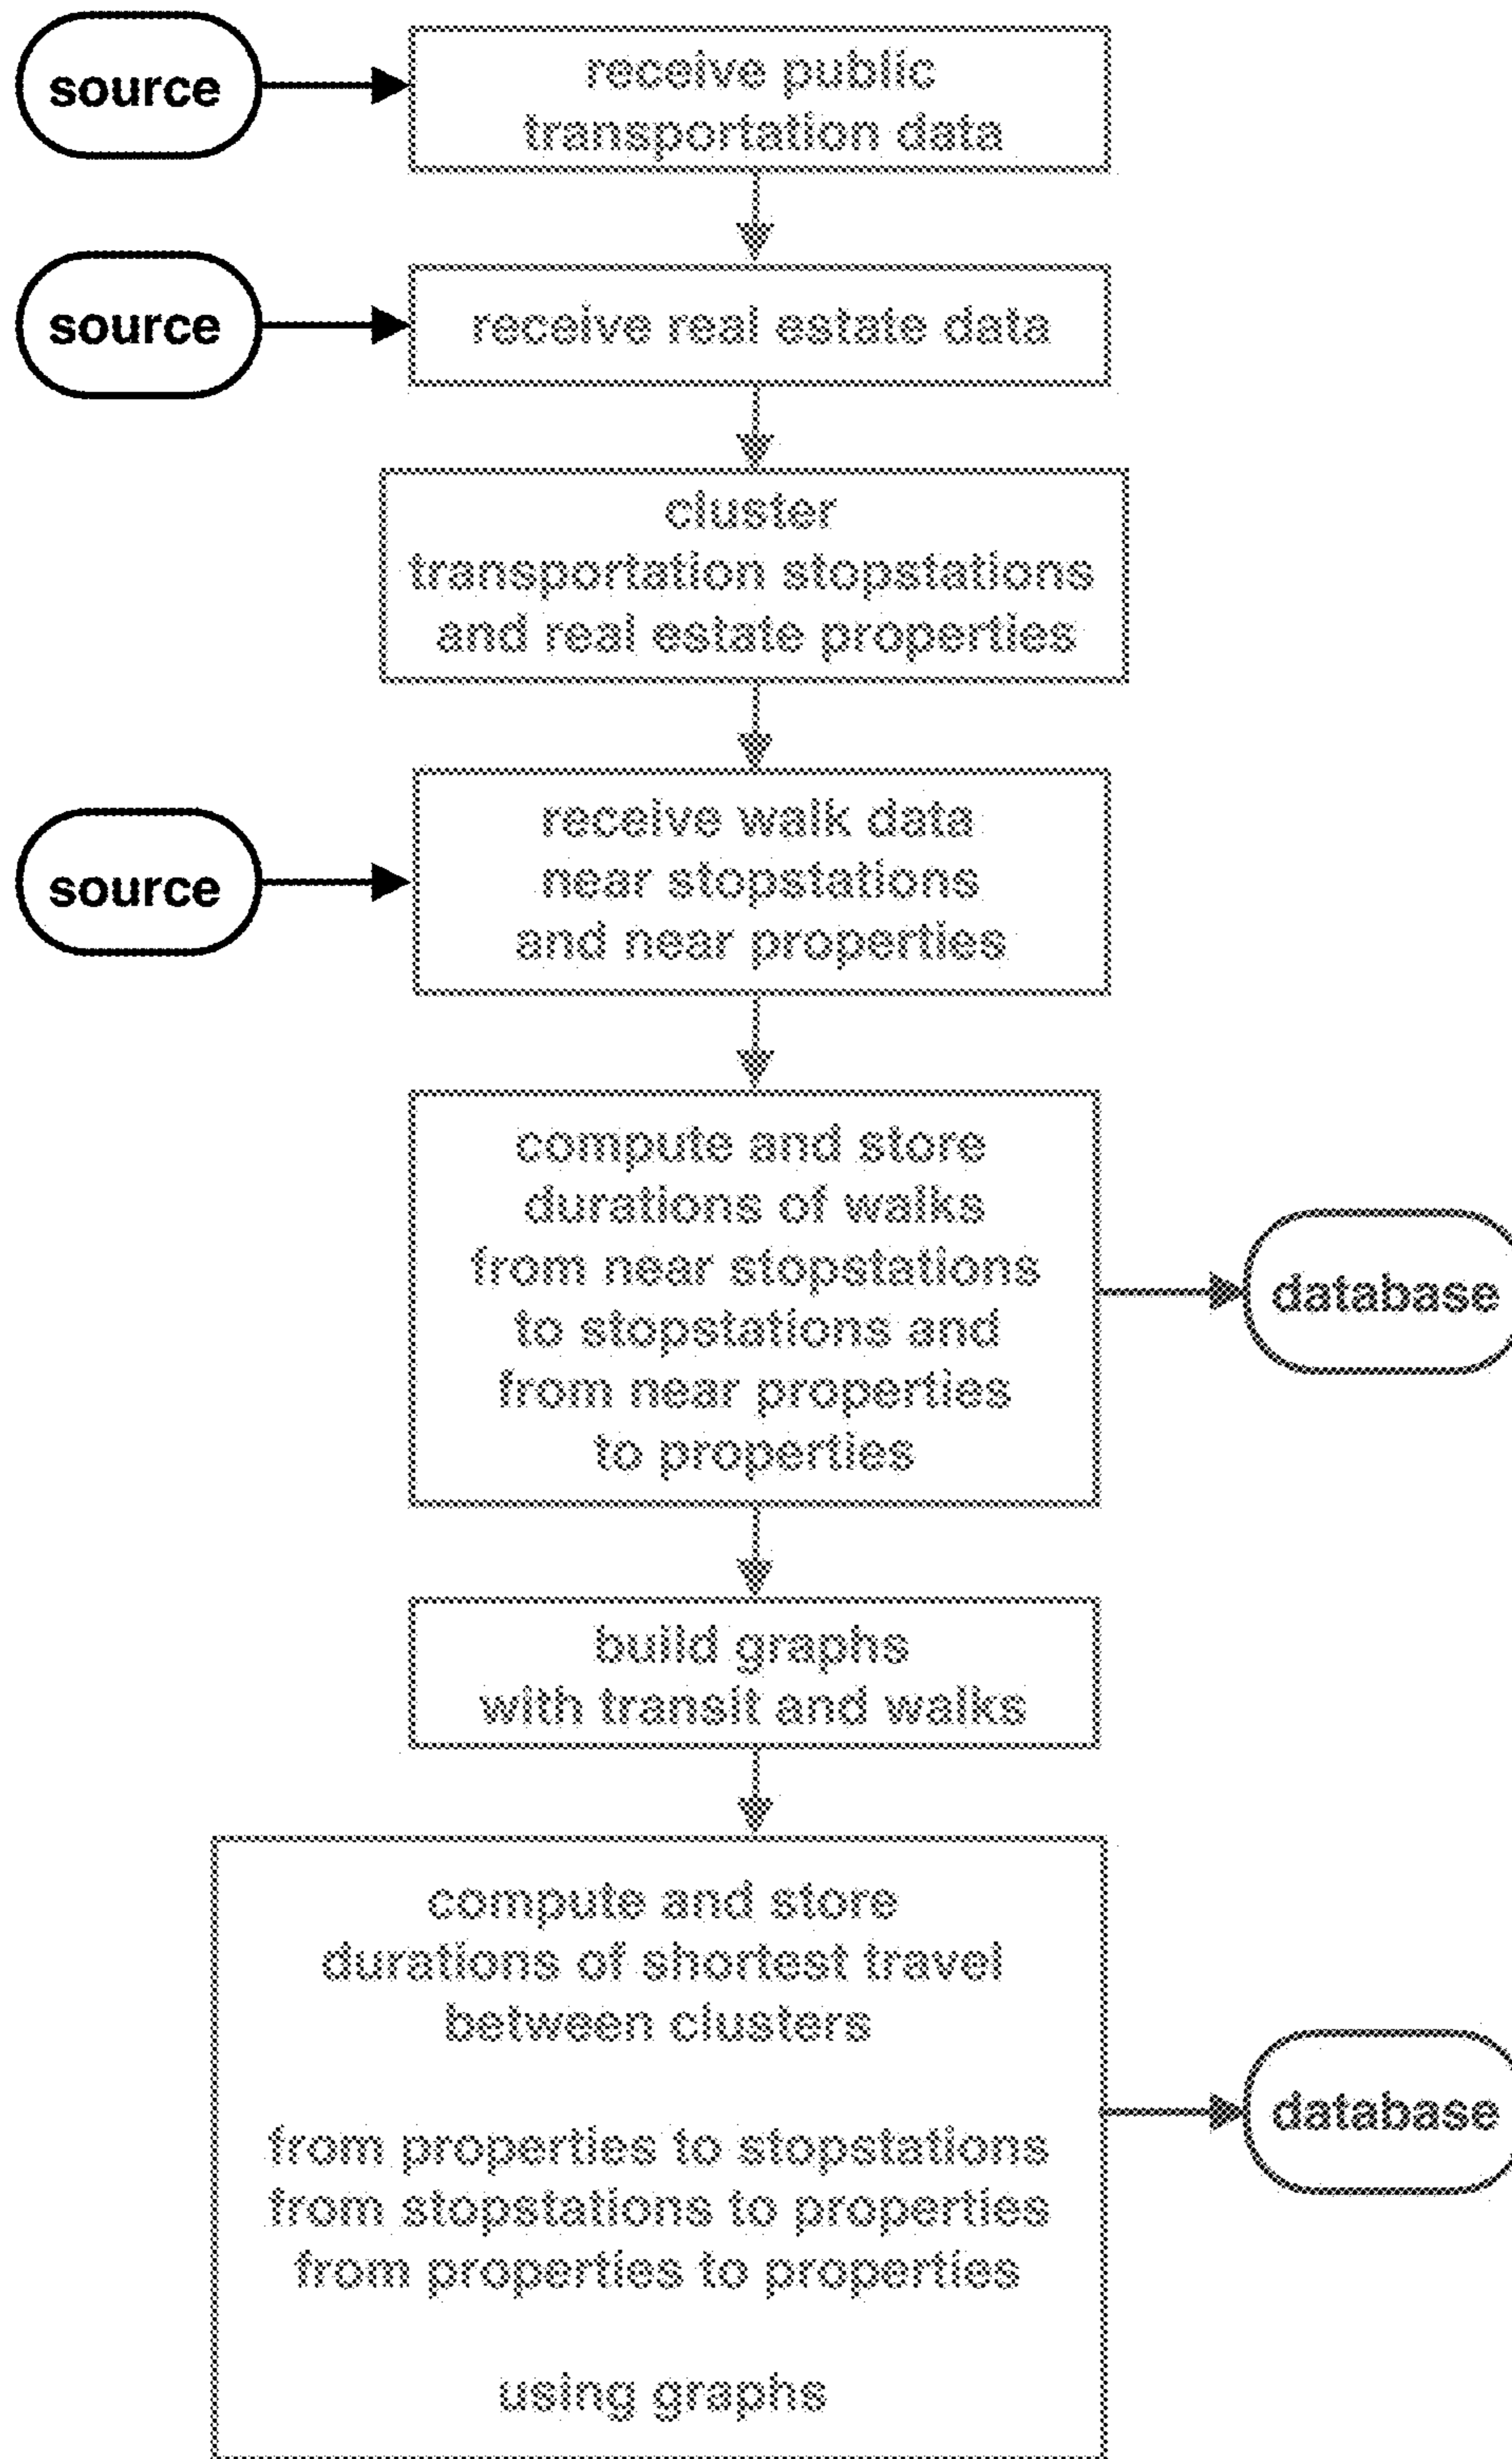 source
receive public
transportation data
source
receive real estate data
cluster
transportation stopstations
and real estate properties
source
receive walk data
near stopstations
and near properties
compute and store
durations of walks
from near stopstations
to stopstations and
from near properties
to properties
database
build graphs
with transit and walks
compute and store
durations of shortest travel
between clusters
from properties to stopstations
from stopstations to properties
from properties to properties
using graphs
database